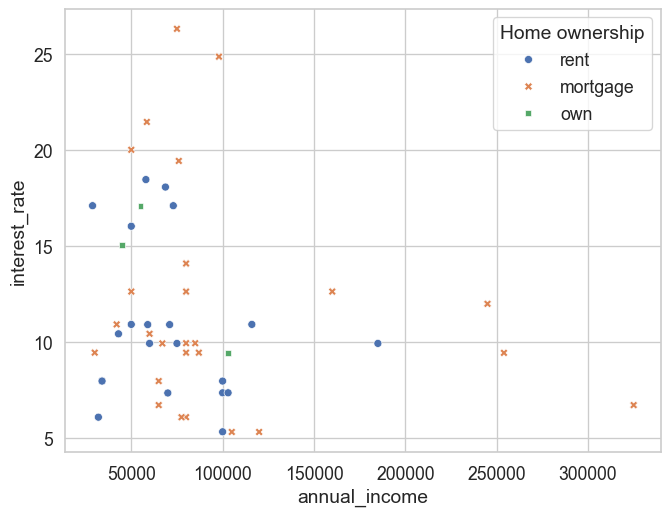 Home ownership
rent
mortgage
own
25
20
15
10
5
interest_rate
50000 100000 150000 200000 250000 300000
annual_income